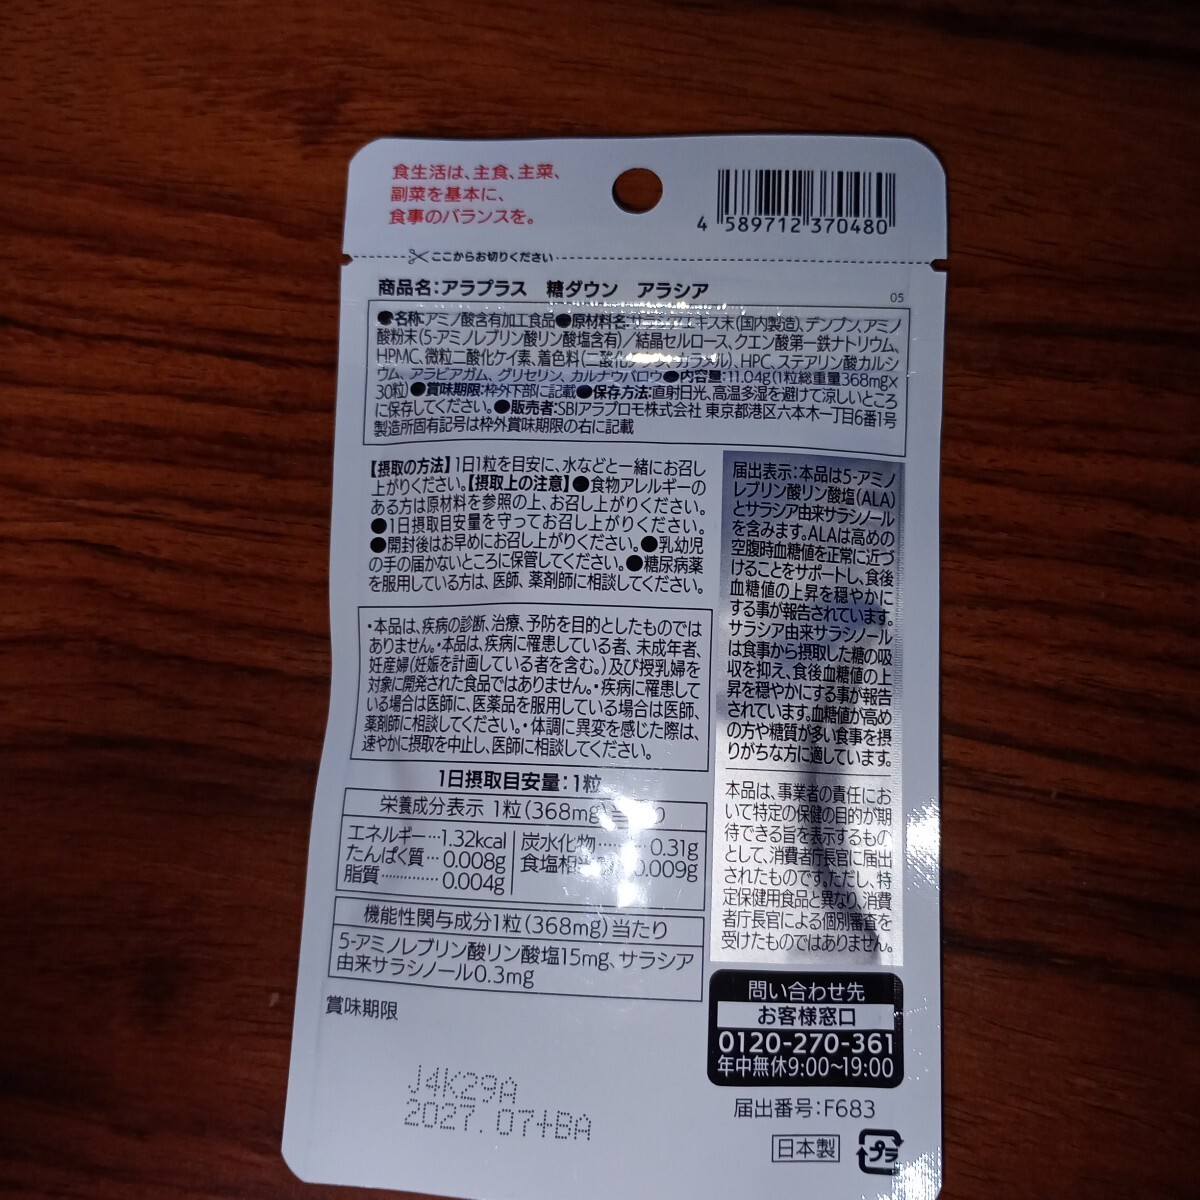 食生活は、主食、主菜、
副菜を基本に、
食事のバランスを。
4 589712 370480
ここからお切りください
商品名:アラプラス 糖ダウン アラシア
05
●名称:アミノ酸含有加工食品●原材料名:サラシアエキス末(国内製造)、デンプン、アミノ
酸粉末(5-アミノレブリン酸リン酸塩含有)/結晶セルロース、クエン酸第一鉄ナトリウム、
HPMC、微粒二酸化ケイ素、着色料(二酸化チタン、カラメル)、HPC、ステアリン酸カルシ
ウム、アラビアガム、グリセリン、カルナウバロウ●内容量:11.04g(1粒総重量368mg×
30粒)●賞味期限:枠外下部に記載●保存方法:直射日光、高温多湿を避けて涼しいところ
に保存してください。●販売者:SBIアラプロモ株式会社 東京都港区六本木一丁目6番1号
製造所固有記号は枠外賞味期限の右に記載
【摂取の方法】1日1粒を目安に、水などと一緒にお召し
上がりください。【摂取上の注意】●食物アレルギーの
ある方は原材料を参照の上、お召し上がりください。
●1日摂取目安量を守ってお召し上がりください。
●開封後はお早めにお召し上がりください。●乳幼児
の手の届かないところに保管してください。●糖尿病薬
を服用している方は、医師、薬剤師に相談してください。
・本品は、疾病の診断、治療、予防を目的としたものでは
ありません。・本品は、疾病に罹患している者、未成年者、
妊産婦(妊娠を計画している者を含む。)及び授乳婦を
対象に開発された食品ではありません。・疾病に罹患して
いる場合は医師に、医薬品を服用している場合は医師、
薬剤師に相談してください。・体調に異変を感じた際は、
速やかに摂取を中止し、医師に相談してください。
1日摂取目安量:1粒
栄養成分表示 1粒(368mg)当たり
エネルギー…1.32kcal
たんぱく質…0.008g
脂質………0.004g
炭水化物………0.31g
食塩相当量 0.009g
機能性関与成分1粒(368mg)当たり
5-アミノレブリン酸リン酸塩15mg、サラシア
由来サラシノール0.3mg
賞味期限
J4K29A
2027.07+BA
届出表示:本品は5-アミノ
レブリン酸リン酸塩(ALA)
とサラシア由来サラシノール
を含みます。ALAは高めの
空腹時血糖値を正常に近づ
けることをサポートし、食後
血糖値の上昇を穏やかに
する事が報告されています。
サラシア由来サラシノール
は食事から摂取した糖の吸
収を抑え、食後血糖値の上
昇を穏やかにする事が報告
されています。血糖値が高め
の方や糖質が多い食事を摂
りがちな方に適しています。
本品は、事業者の責任にお
いて特定の保健の目的が期
待できる旨を表示するもの
として、消費者庁長官に届出
されたものです。ただし、特
定保健用食品と異なり、消費
者庁長官による個別審査を
受けたものではありません。
問い合わせ先
お客様窓口
0120-270-361
年中無休9:00~19:00
届出番号:F683
日本製
プラ